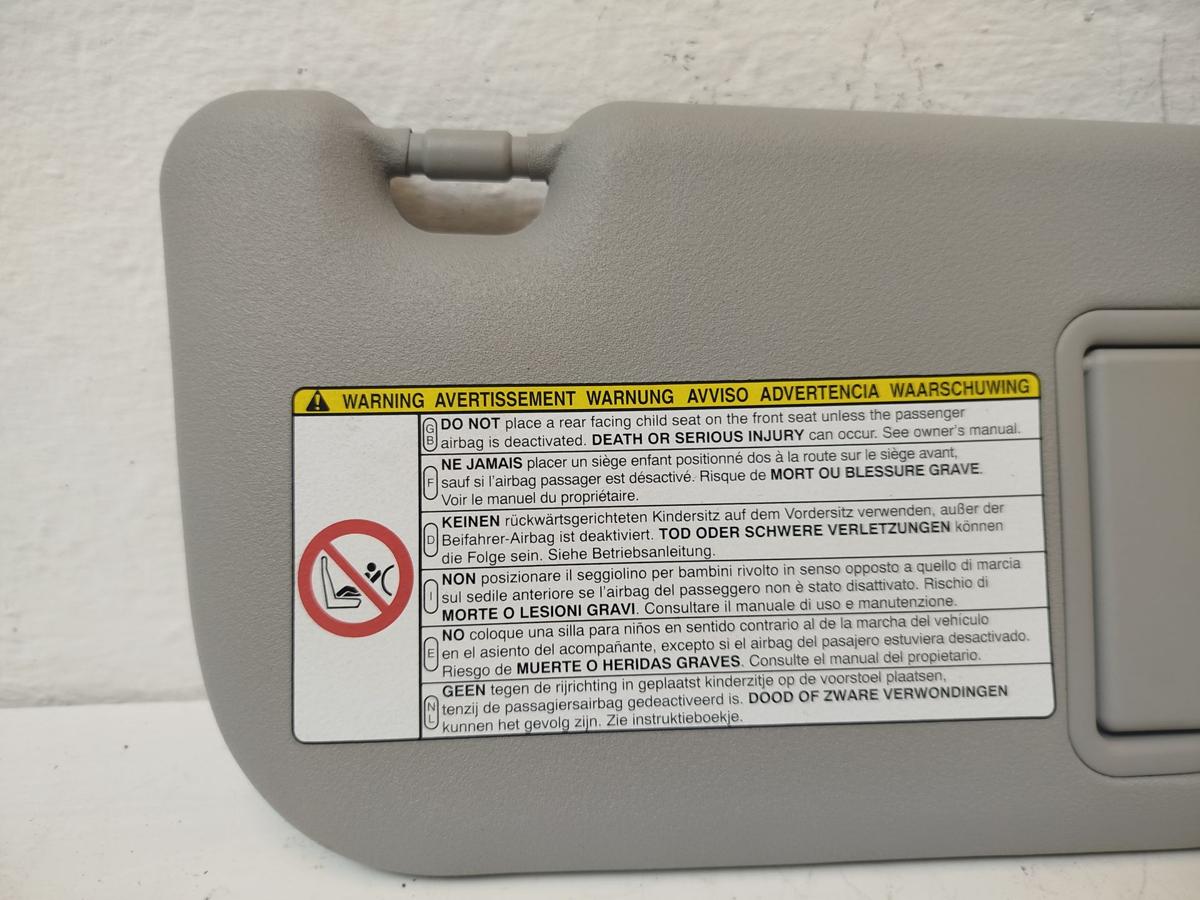 WARNING AVERTISSEMENT WARNUNG AVVISO ADVERTENCIA WAARSCHUWING
GB
DO NOT place a rear facing child seat on the front seat unless the passenger
airbag is deactivated. DEATH OR SERIOUS INJURY can occur. See owner's manual.
F
NE JAMAIS placer un siège enfant positionné dos à la route sur le siège avant,
sauf si l'airbag passager est désactivé. Risque de MORT OU BLESSURE GRAVE.
Voir le manuel du propriétaire.
D
KEINEN rückwärtsgerichteten Kindersitz auf dem Vordersitz verwenden, außer der
Beifahrer-Airbag ist deaktiviert. TOD ODER SCHWERE VERLETZUNGEN können
die Folge sein. Siehe Betriebsanleitung.
I
NON posizionare il seggiolino per bambini rivolto in senso opposto a quello di marcia
sul sedile anteriore se l'airbag del passeggero non è stato disattivato. Rischio di
MORTE O LESIONI GRAVI. Consultare il manuale di uso e manutenzione.
E
NO coloque una silla para niños en sentido contrario al de la marcha del vehículo
en el asiento del acompañante, excepto si el airbag del pasajero estuviera desactivado.
Riesgo de MUERTE O HERIDAS GRAVES. Consulte el manual del propietario.
NL
GEEN tegen de rijrichting in geplaatst kinderzitje op de voorstoel plaatsen,
tenzij de passagiersairbag gedeactiveerd is. DOOD OF ZWARE VERWONDINGEN
kunnen het gevolg zijn. Zie instruktieboekje.